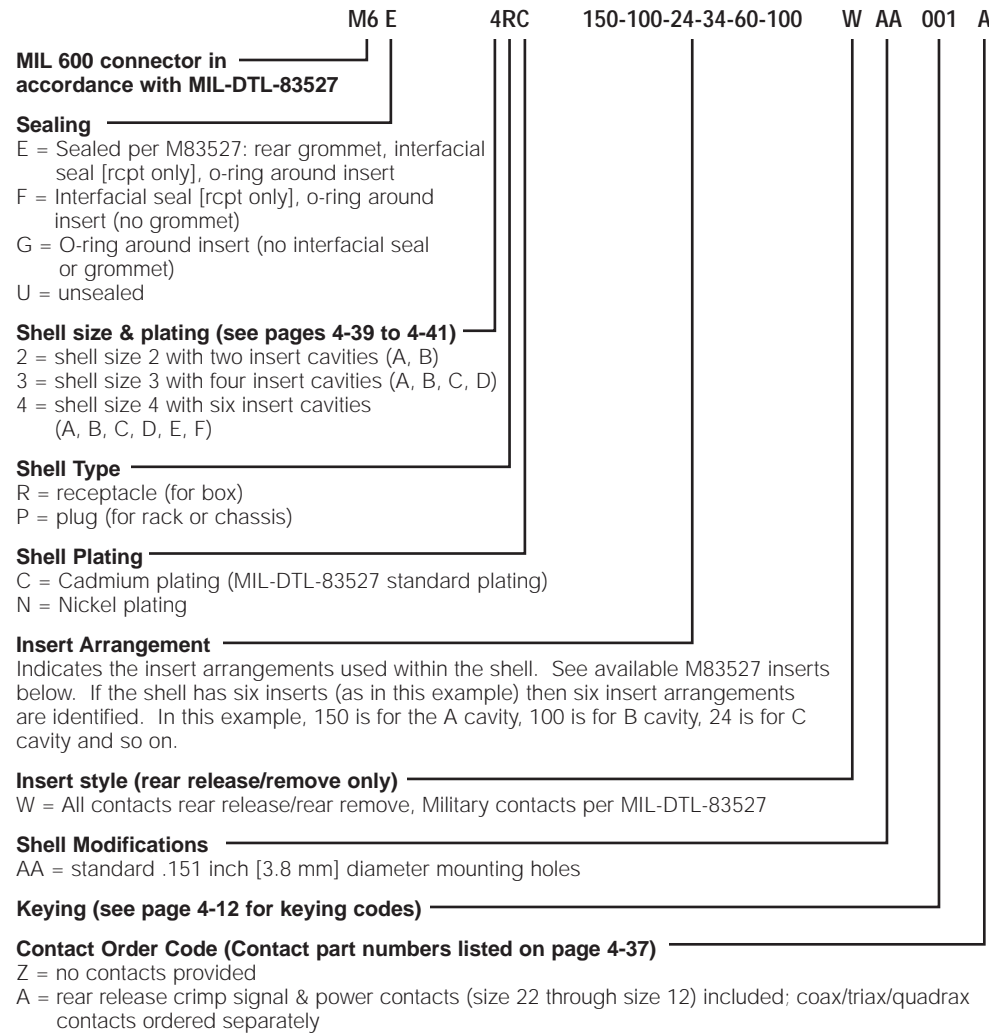 M6 E 4RC 150-100-24-34-60-100 W AA 001 A
MIL 600 connector in
accordance with MIL-DTL-83527
Sealing
E = Sealed per M83527: rear grommet, interfacial
seal [rcpt only], o-ring around insert
F = Interfacial seal [rcpt only], o-ring around
insert (no grommet)
G = O-ring around insert (no interfacial seal
or grommet)
U = unsealed
Shell size & plating (see pages 4-39 to 4-41)
2 = shell size 2 with two insert cavities (A, B)
3 = shell size 3 with four insert cavities (A, B, C, D)
4 = shell size 4 with six insert cavities
(A, B, C, D, E, F)
Shell Type
R = receptacle (for box)
P = plug (for rack or chassis)
Shell Plating
C = Cadmium plating (MIL-DTL-83527 standard plating)
N = Nickel plating
Insert Arrangement
Indicates the insert arrangements used within the shell. See available M83527 inserts
below. If the shell has six inserts (as in this example) then six insert arrangements
are identified. In this example, 150 is for the A cavity, 100 is for B cavity, 24 is for C
cavity and so on.
Insert style (rear release/remove only)
W = All contacts rear release/rear remove, Military contacts per MIL-DTL-83527
Shell Modifications
AA = standard .151 inch [3.8 mm] diameter mounting holes
Keying (see page 4-12 for keying codes)
Contact Order Code (Contact part numbers listed on page 4-37)
Z = no contacts provided
A = rear release crimp signal & power contacts (size 22 through size 12) included; coax/triax/quadrax
contacts ordered separately